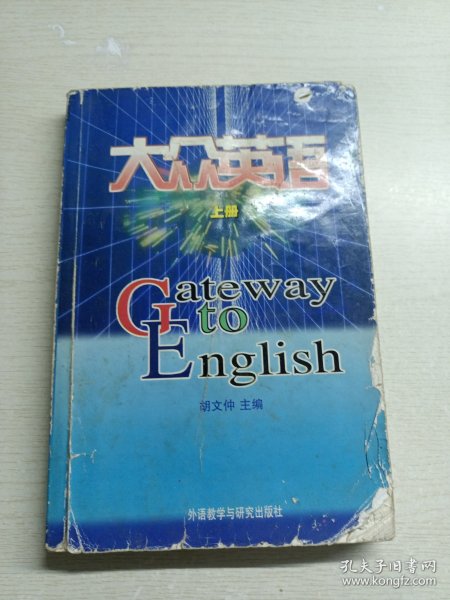 大众英语
上册
Gateway
to
English
胡文仲 主编
外语教学与研究出版社
孔夫子旧书网
www.kongfz.com